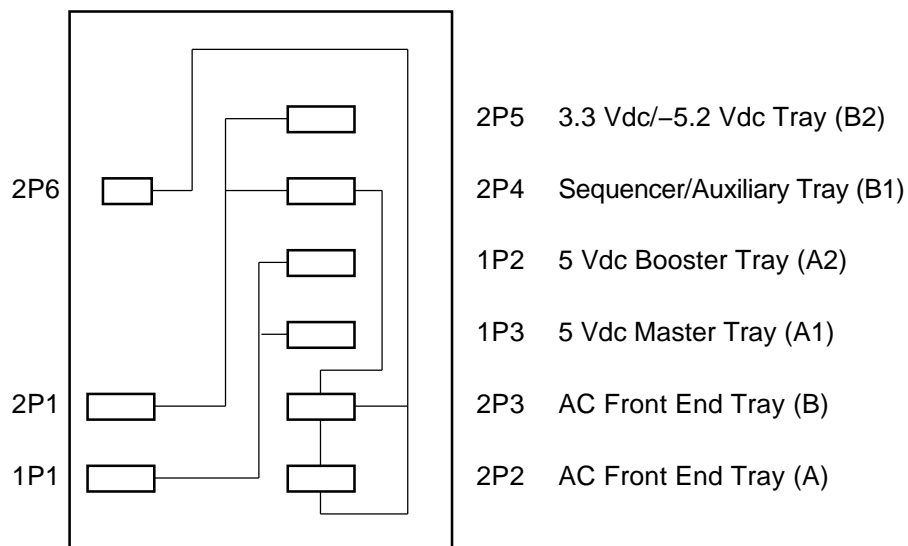 2P5 3.3 Vdc/−5.2 Vdc Tray (B2)
2P6
2P4 Sequencer/Auxiliary Tray (B1)
1P2 5 Vdc Booster Tray (A2)
1P3 5 Vdc Master Tray (A1)
2P1
2P3 AC Front End Tray (B)
1P1
2P2 AC Front End Tray (A)